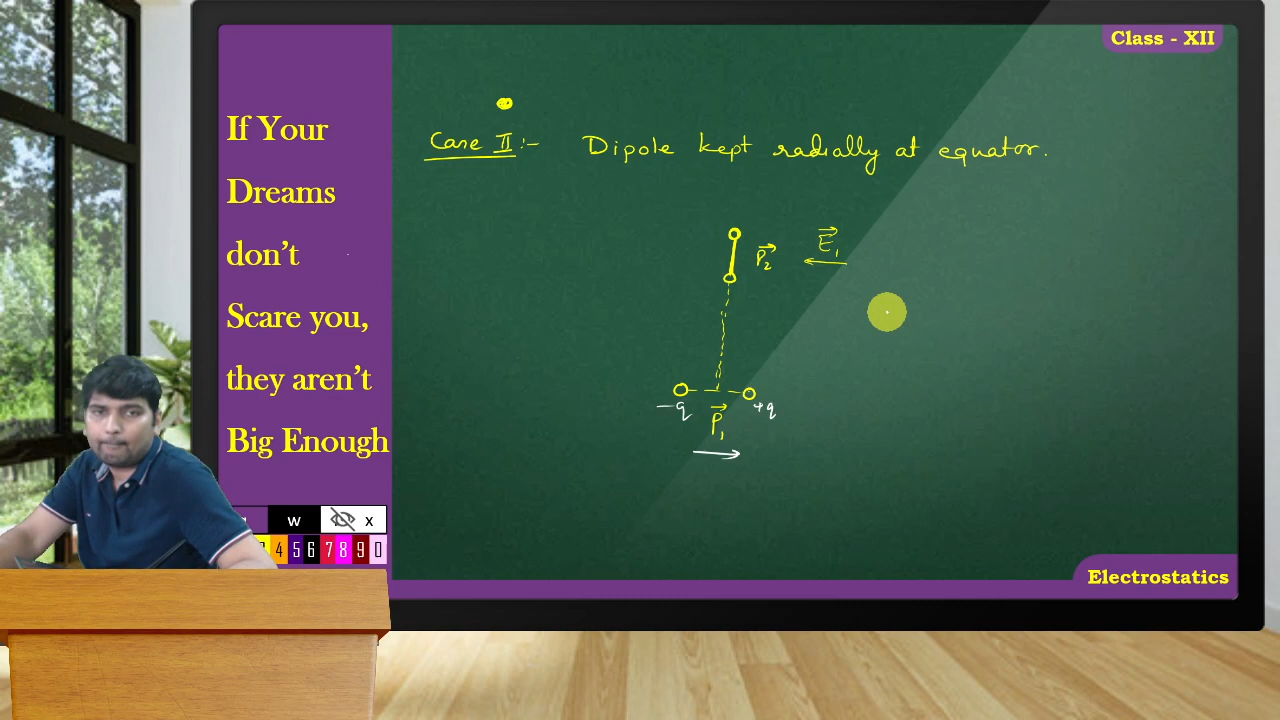 Class - XII
If Your
Dreams
don't
Scare you,
they aren't
Big Enough
Case II :- Dipole kept radially at equator.
P₂ E₁
-q +q
P₁
w x
4 5 6 7 8 9 0
Electrostatics